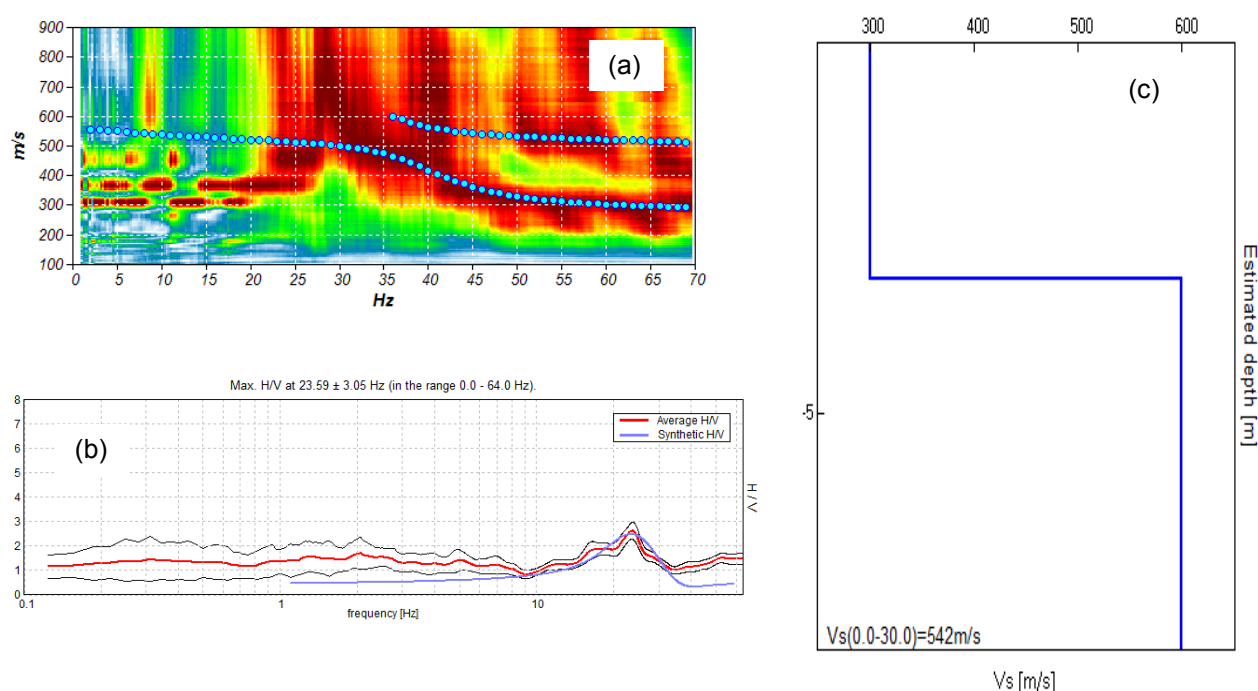 900
800
700
600
500
400
300
200
100
m/s
(a)
0 5 10 15 20 25 30 35 40 45 50 55 60 65 70
Hz
Max. H/V at 23.59 ± 3.05 Hz (in the range 0.0 - 64.0 Hz).
8
7
6
5
4
3
2
1
0
(b)
Average H/V
Synthetic H/V
H / V
0.1 1 10
frequency [Hz]
300 400 500 600
(c)
-5
Estimated depth [m]
Vs(0.0-30.0)=542m/s
Vs [m/s]